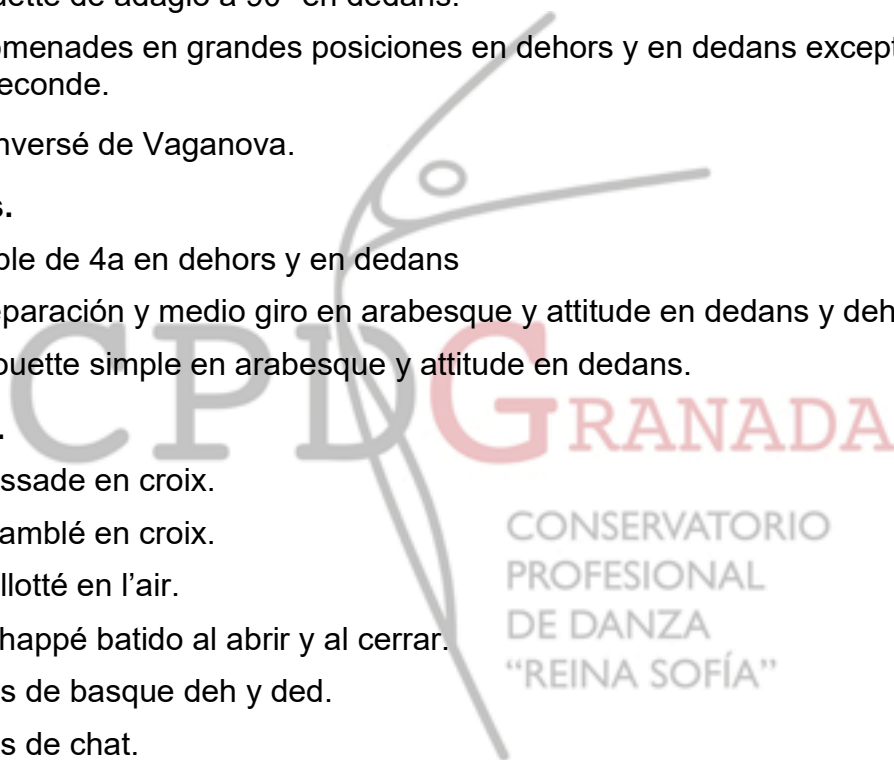 uette de adagio a 90° en dedans.
omenades en grandes posiciones en dehors y en dedans except
econde.
nversé de Vaganova.
s.
ble de 4a en dehors y en dedans
eparación y medio giro en arabesque y attitude en dedans y deh
ouette simple en arabesque y attitude en dedans.
CPDGRANADA
.
ssade en croix.
amblé en croix.
llotté en l’air.
happé batido al abrir y al cerrar.
s de basque deh y ded.
s de chat.
CONSERVATORIO
PROFESIONAL
DE DANZA
“REINA SOFÍA”